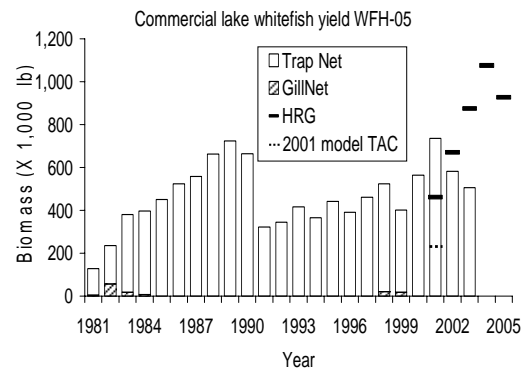 Commercial lake whitefish yield WFH-05
1,200
1,000
800
600
400
200
0
Biomass (X 1,000 lb)
Trap Net
GillNet
HRG
2001 model TAC
1981 1984 1987 1990 1993 1996 1999 2002 2005
Year